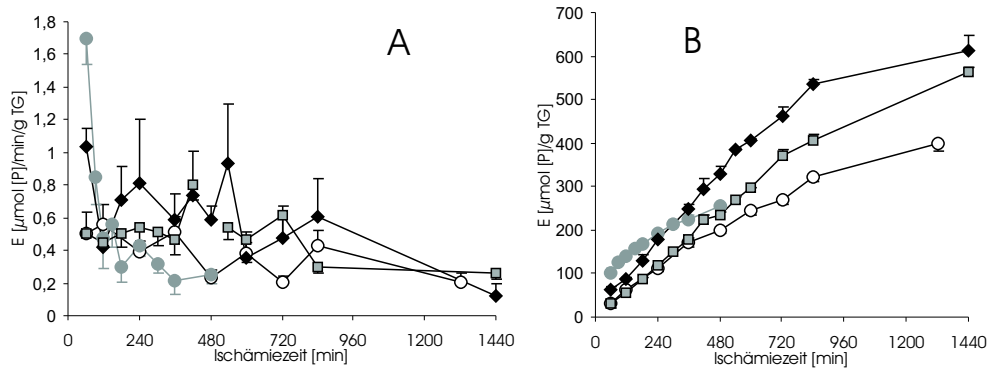 A
E [µmol [P]/min/g TG]
1,8
1,6
1,4
1,2
1
0,8
0,6
0,4
0,2
0
0 240 480 720 960 1200 1440
Ischämiezeit [min]
B
E [µmol [P]/g TG]
700
600
500
400
300
200
100
0
0 240 480 720 960 1200 1440
Ischämiezeit [min]